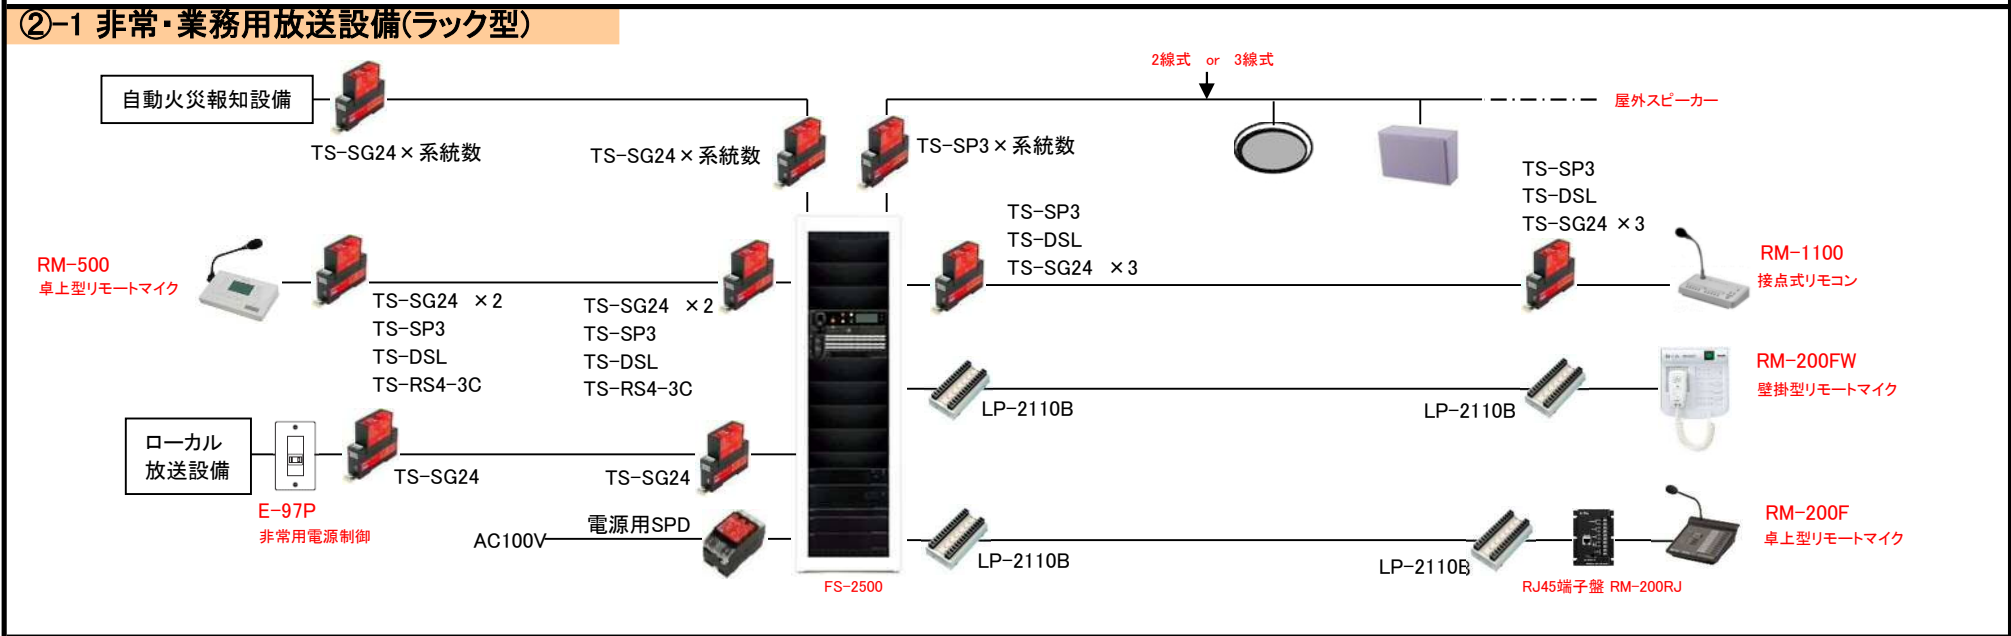 ②-1 非常・業務用放送設備(ラック型)
2線式 or 3線式
自動火災報知設備
屋外スピーカー
TS-SG24×系統数
TS-SG24×系統数
TS-SP3×系統数
TS-SP3
TS-DSL
TS-SG24 ×3
TS-SP3
TS-DSL
TS-SG24 ×3
RM-500
卓上型リモートマイク
RM-1100
接点式リモコン
TS-SG24 ×2
TS-SP3
TS-DSL
TS-RS4-3C
TS-SG24 ×2
TS-SP3
TS-DSL
TS-RS4-3C
RM-200FW
壁掛型リモートマイク
LP-2110B
LP-2110B
ローカル
放送設備
TS-SG24
TS-SG24
E-97P
非常用電源制御
AC100V
電源用SPD
LP-2110B
LP-2110B
RM-200F
卓上型リモートマイク
FS-2500
RJ45端子盤 RM-200RJ